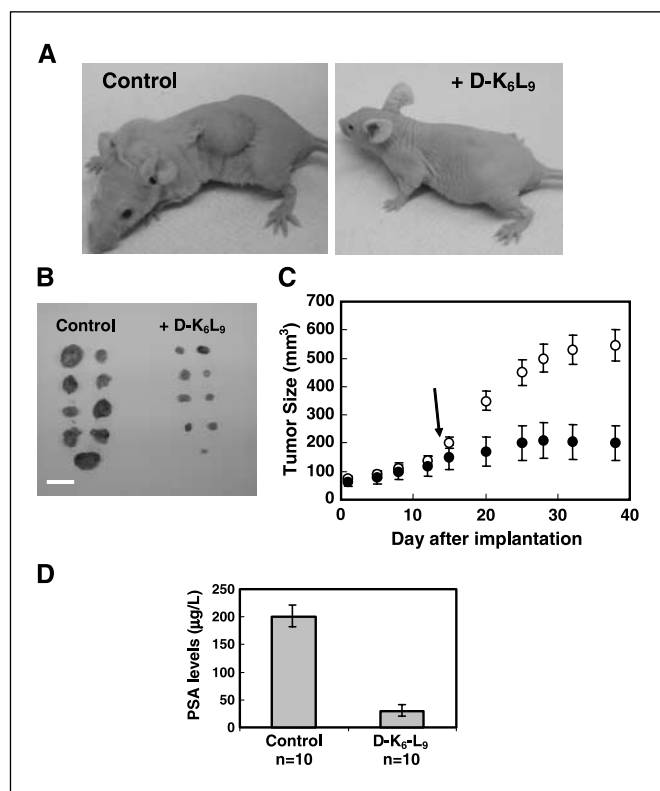 A
Control
+ D-K₆L₉
B
Control
+ D-K₆L₉
C
Tumor Size (mm³)
700
600
500
400
300
200
100
0
0 10 20 30 40
Day after implantation
D
PSA levels (µg/L)
250
200
150
100
50
0
Control
n=10
D-K₆-L₉
n=10